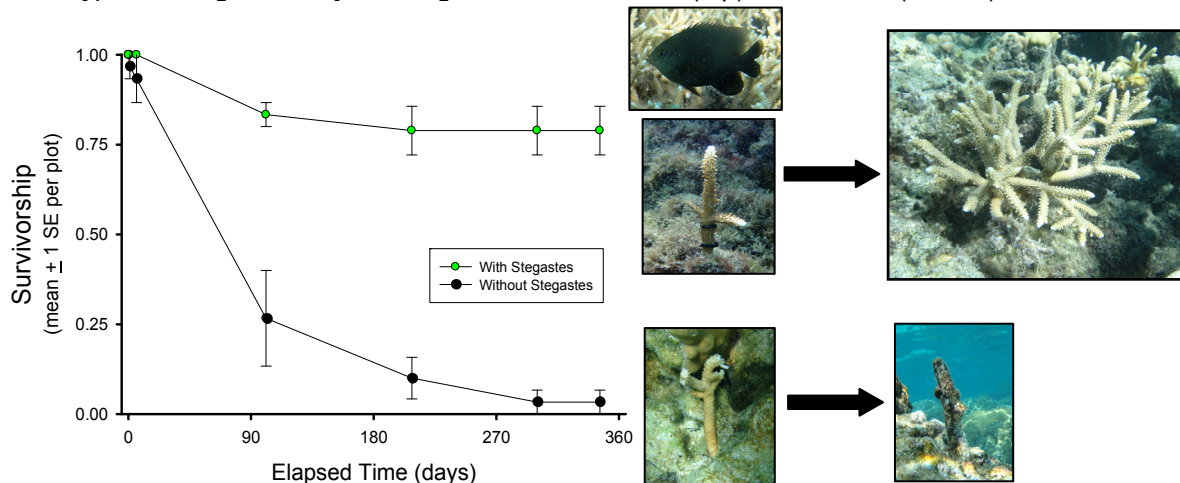 1.00
0.75
0.50
0.25
0.00
Survivorship
(mean ± 1 SE per plot)
With Stegastes
Without Stegastes
0 90 180 270 360
Elapsed Time (days)